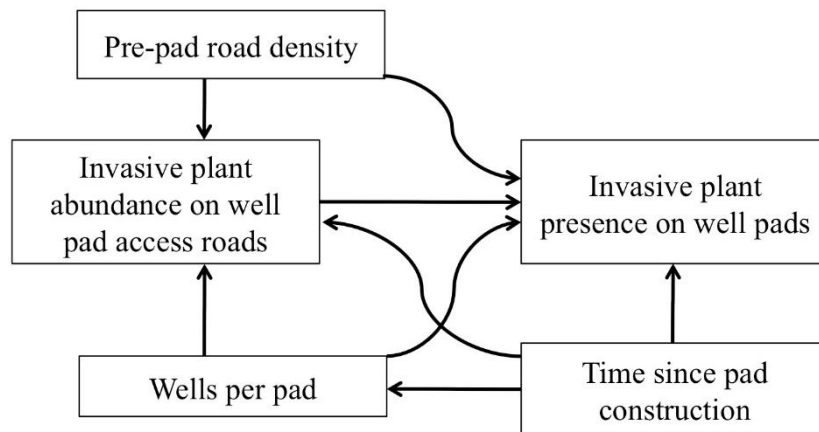 Pre-pad road density
Invasive plant
abundance on well
pad access roads
Invasive plant
presence on well pads
Wells per pad
Time since pad
construction